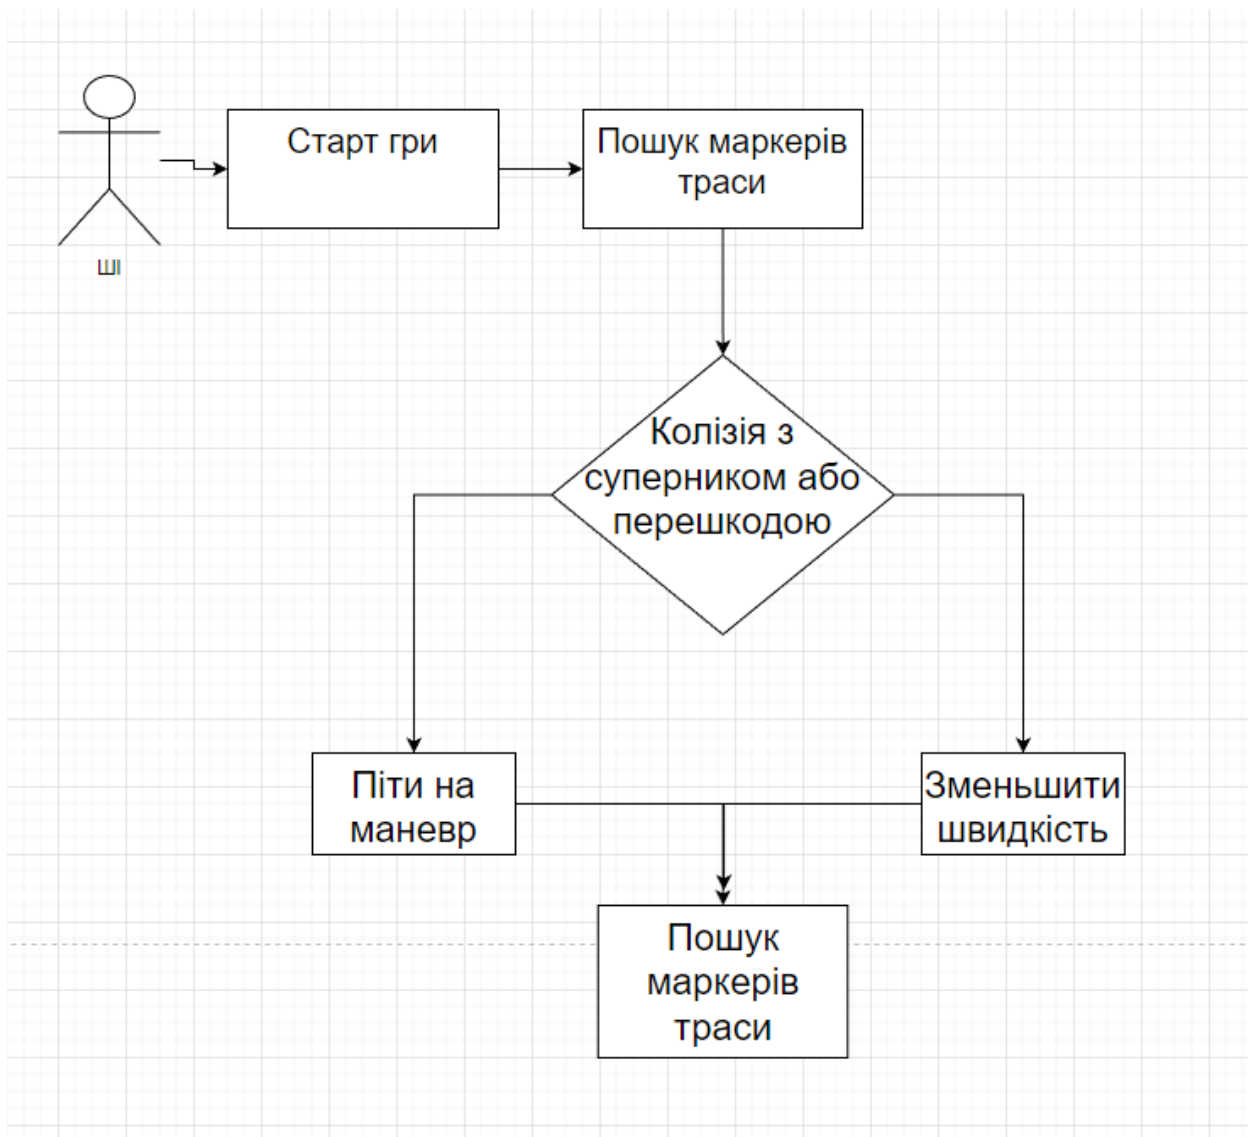 Старт гри
Пошук маркерів
траси
ШІ
Колізія з
суперником або
перешкодою
Піти на
маневр
Зменьшити
швидкість
Пошук
маркерів
траси